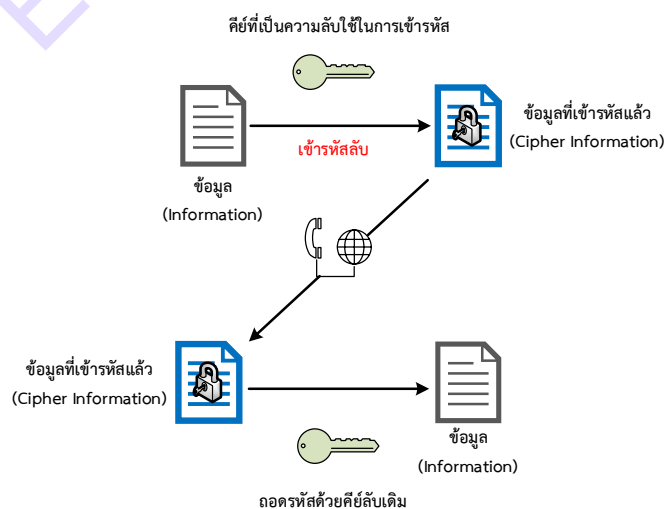 คีย์ที่เป็นความลับใช้ในการเข้ารหัส
ข้อมูลที่เข้ารหัสแล้ว
(Cipher Information)
เข้ารหัสลับ
ข้อมูล
(Information)
ข้อมูลที่เข้ารหัสแล้ว
(Cipher Information)
ข้อมูล
(Information)
ถอดรหัสด้วยคีย์ลับเดิม